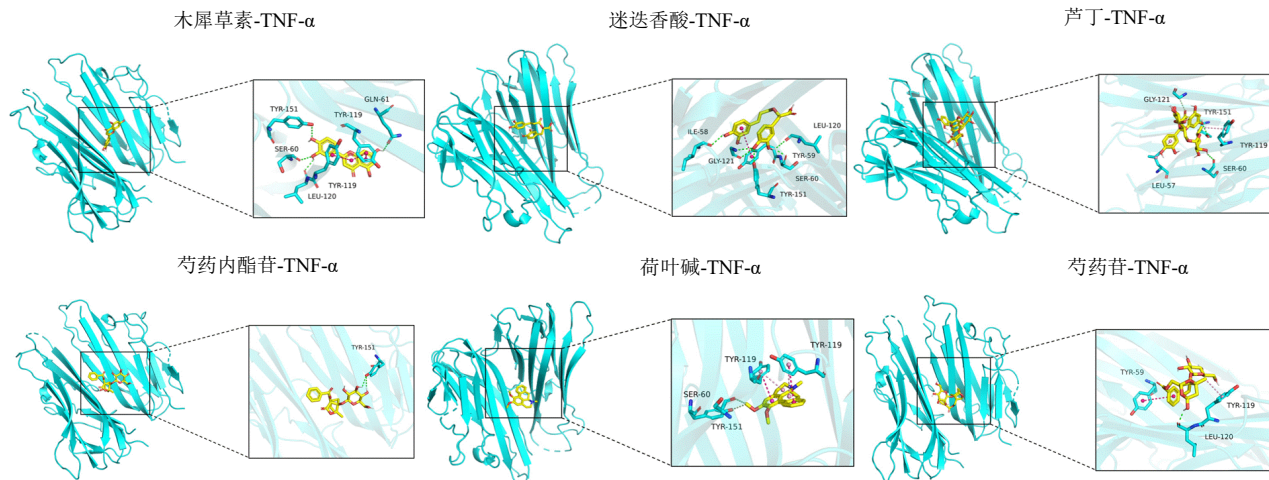 木犀草素-TNF-α
迷迭香酸-TNF-α
芦丁-TNF-α
TYR-151
GLN-61
TYR-119
SER-60
TYR-119
LEU-120
ILE-58
LEU-120
GLY-121
TYR-59
SER-60
TYR-151
GLY-121
TYR-151
TYR-119
LEU-57
SER-60
芍药内酯苷-TNF-α
荷叶碱-TNF-α
芍药苷-TNF-α
TYR-151
TYR-119
TYR-119
SER-60
TYR-151
TYR-59
TYR-119
LEU-120